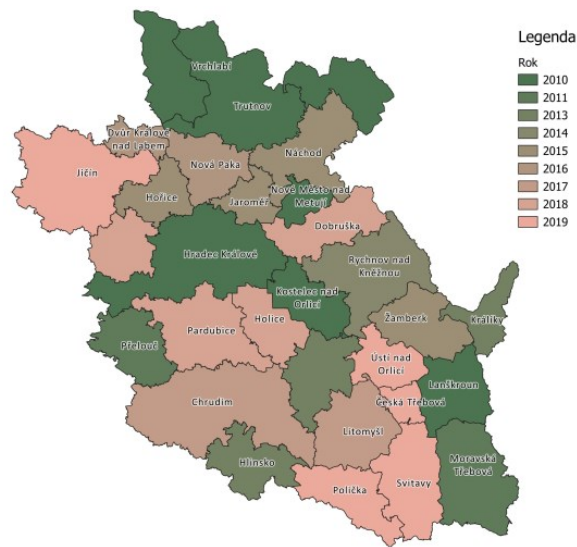 Legenda
Rok
2010
2011
2013
2014
2015
2016
2017
2018
2019
Vrchlabí
Trutnov
Dvůr Králové
nad Labem
Jičín
Nová Paka
Náchod
Hořice
Jaroměř
Nové Město nad
Metují
Dobruška
Hradec Králové
Rychnov nad
Kněžnou
Kostelec nad
Orlicí
Žamberk
Králíky
Pardubice
Holice
Přelouč
Ústí nad
Orlicí
Lanškroun
Česká Třebová
Chrudim
Litomyšl
Moravská
Třebová
Hlinsko
Svitavy
Polička